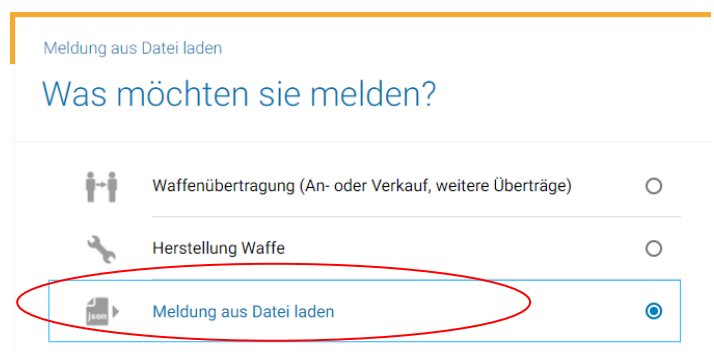 Meldung aus Datei laden
Was möchten sie melden?
Waffenübertragung (An- oder Verkauf, weitere Überträge)
Herstellung Waffe
json
Meldung aus Datei laden